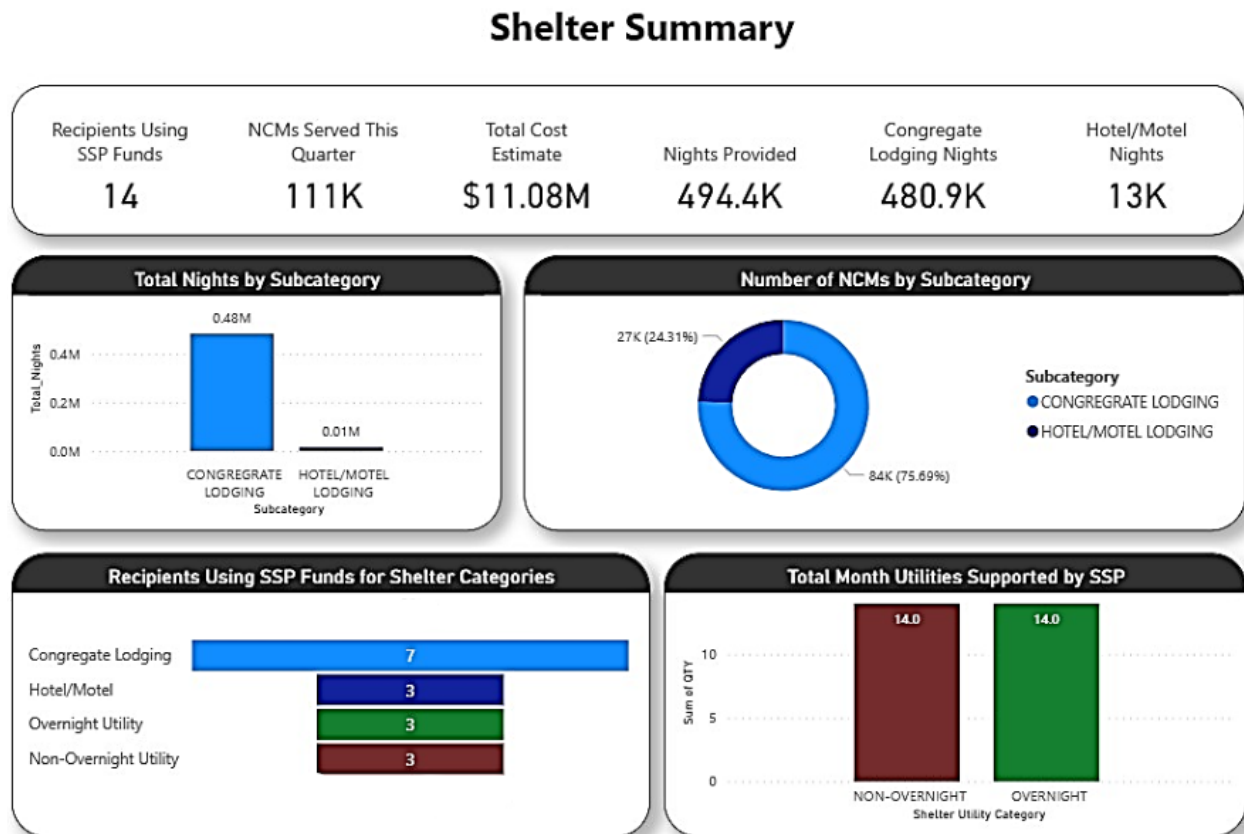 Shelter Summary
Recipients Using
SSP Funds
14
NCMs Served This
Quarter
111K
Total Cost
Estimate
$11.08M
Nights Provided
494.4K
Congregate
Lodging Nights
480.9K
Hotel/Motel
Nights
13K
Total Nights by Subcategory
Total_Nights
0.4M
0.2M
0.0M
0.48M
0.01M
CONGREGRATE
LODGING
HOTEL/MOTEL
LODGING
Subcategory
Number of NCMs by Subcategory
27K (24.31%)
84K (75.69%)
Subcategory
CONGREGRATE LODGING
HOTEL/MOTEL LODGING
Recipients Using SSP Funds for Shelter Categories
Congregate Lodging 7
Hotel/Motel 3
Overnight Utility 3
Non-Overnight Utility 3
Total Month Utilities Supported by SSP
Sum of QTY
10
5
0
14.0
14.0
NON-OVERNIGHT
OVERNIGHT
Shelter Utility Category